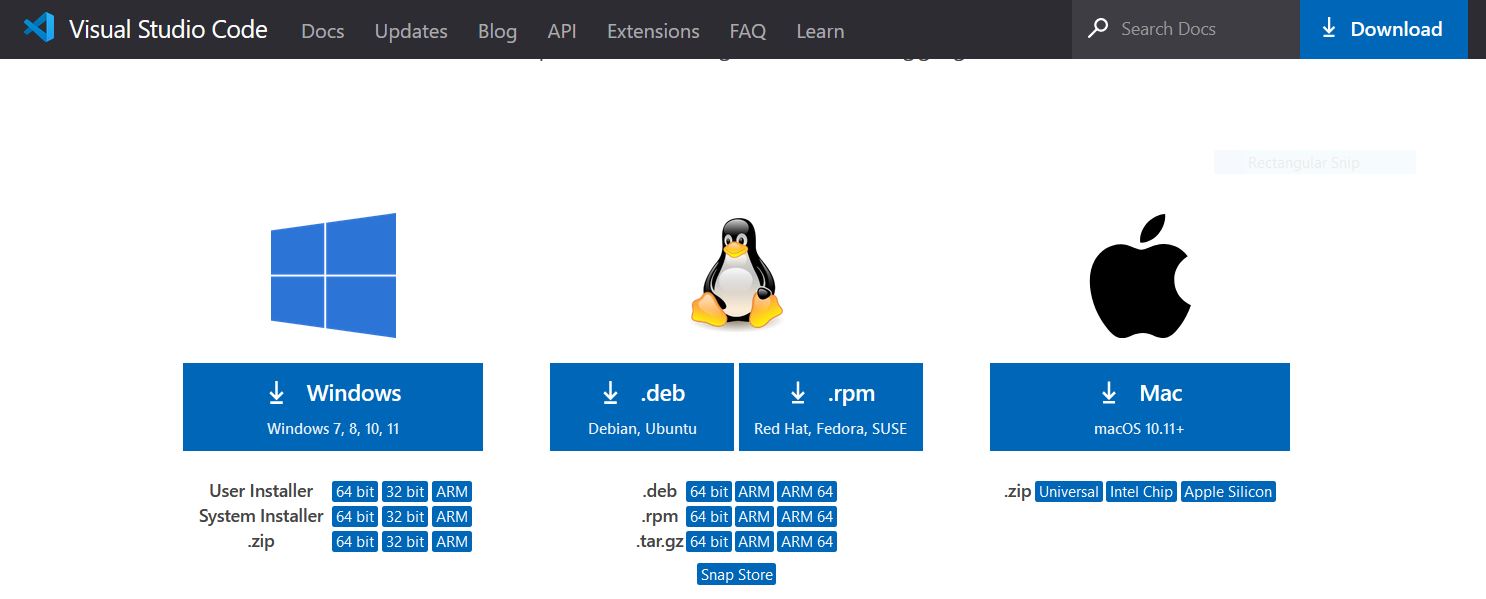 Visual Studio Code Docs Updates Blog API Extensions FAQ Learn Search Docs Download
Rectangular Snip
Windows
Windows 7, 8, 10, 11
User Installer 64 bit 32 bit ARM
System Installer 64 bit 32 bit ARM
.zip 64 bit 32 bit ARM
.deb
Debian, Ubuntu
.rpm
Red Hat, Fedora, SUSE
.deb 64 bit ARM ARM 64
.rpm 64 bit ARM ARM 64
.tar.gz 64 bit ARM ARM 64
Snap Store
Mac
macOS 10.11+
.zip Universal Intel Chip Apple Silicon